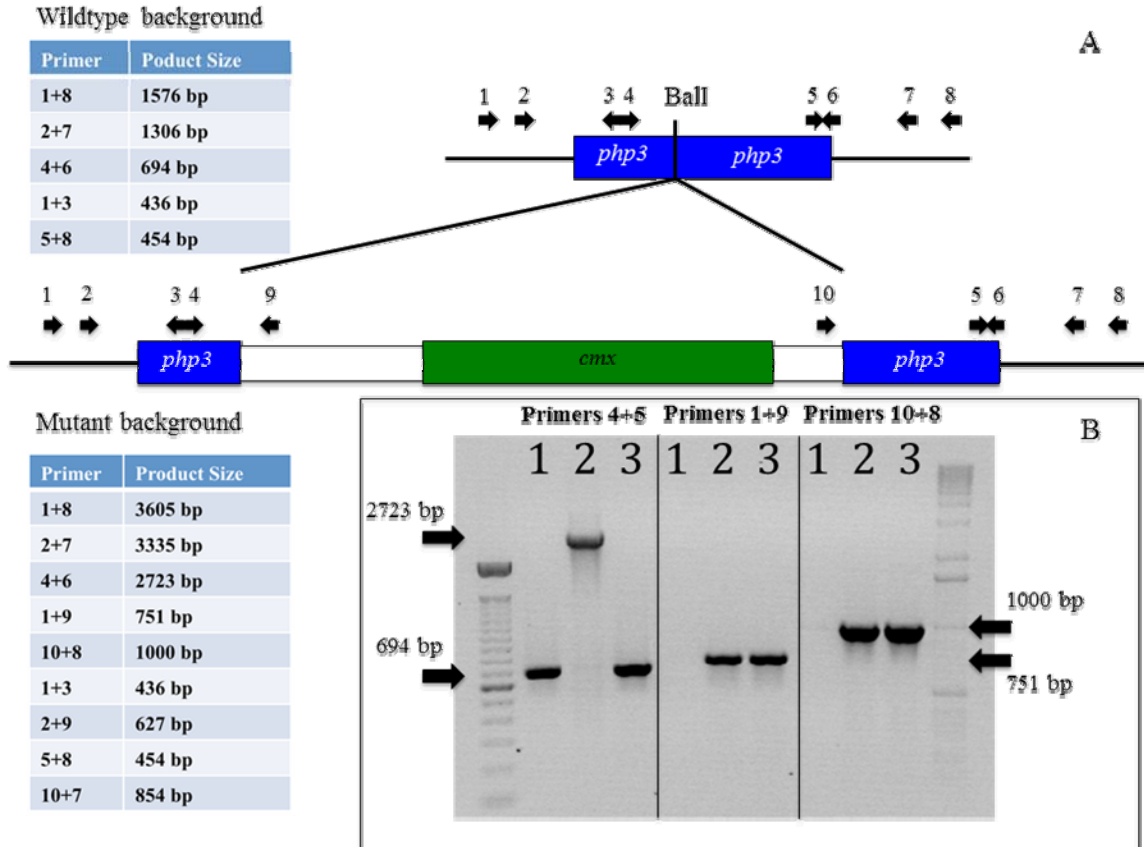 Wildtype background
Primer Poduct Size
1+8 1576 bp
2+7 1306 bp
4+6 694 bp
1+3 436 bp
5+8 454 bp
A
1 2 3 4 BalI 5 6 7 8
php3 php3
1 2 3 4 9 10 5 6 7 8
php3 cmx php3
Mutant background
Primer Product Size
1+8 3605 bp
2+7 3335 bp
4+6 2723 bp
1+9 751 bp
10+8 1000 bp
1+3 436 bp
2+9 627 bp
5+8 454 bp
10+7 854 bp
B
Primers 4+5 Primers 1+9 Primers 10+8
1 2 3 1 2 3 1 2 3
2723 bp
694 bp
1000 bp
751 bp